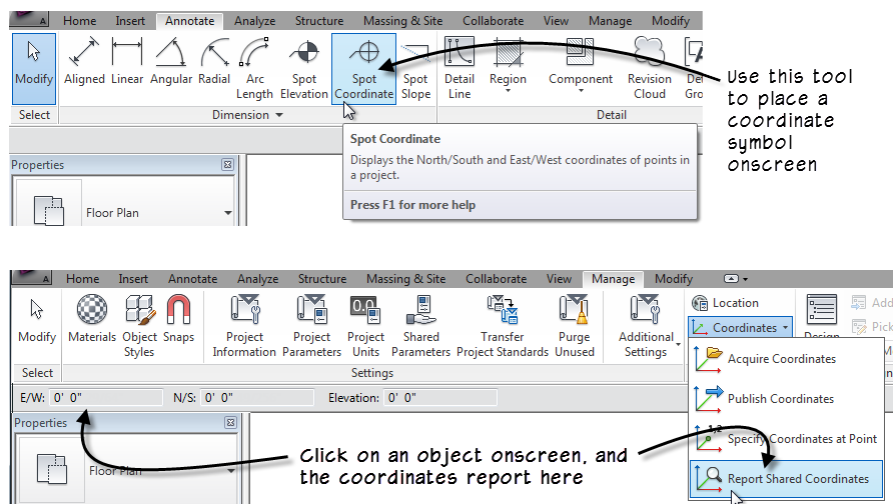 Home Insert Annotate Analyze Structure Massing & Site Collaborate View Manage Modify
Modify Aligned Linear Angular Radial Arc Length Spot Elevation Spot Coordinate Spot Slope Detail Line Region Component Revision Cloud
Select Dimension Detail
Use this tool
to place a
coordinate
symbol
onscreen
Spot Coordinate
Displays the North/South and East/West coordinates of points in
a project.
Press F1 for more help
Properties
Floor Plan
Home Insert Annotate Analyze Structure Massing & Site Collaborate View Manage Modify
Modify Materials Object Styles Snaps Project Information Project Parameters Project Units Shared Parameters Transfer Project Standards Purge Unused Additional Settings
Location
Coordinates
Select Settings
Acquire Coordinates
Publish Coordinates
Specify Coordinates at Point
Report Shared Coordinates
E/W: 0' 0" N/S: 0' 0" Elevation: 0' 0"
Properties
Floor Plan
Click on an object onscreen, and
the coordinates report here